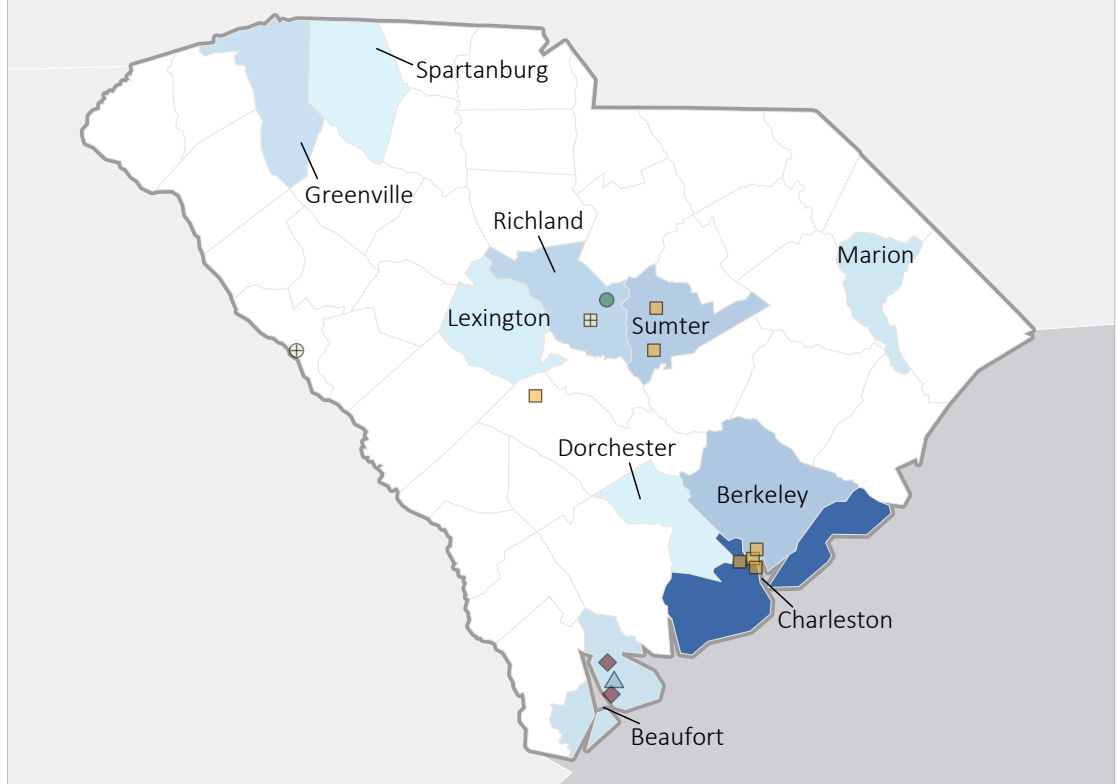 Spartanburg
Greenville
Richland
Marion
Lexington
Sumter
Dorchester
Berkeley
Charleston
Beaufort